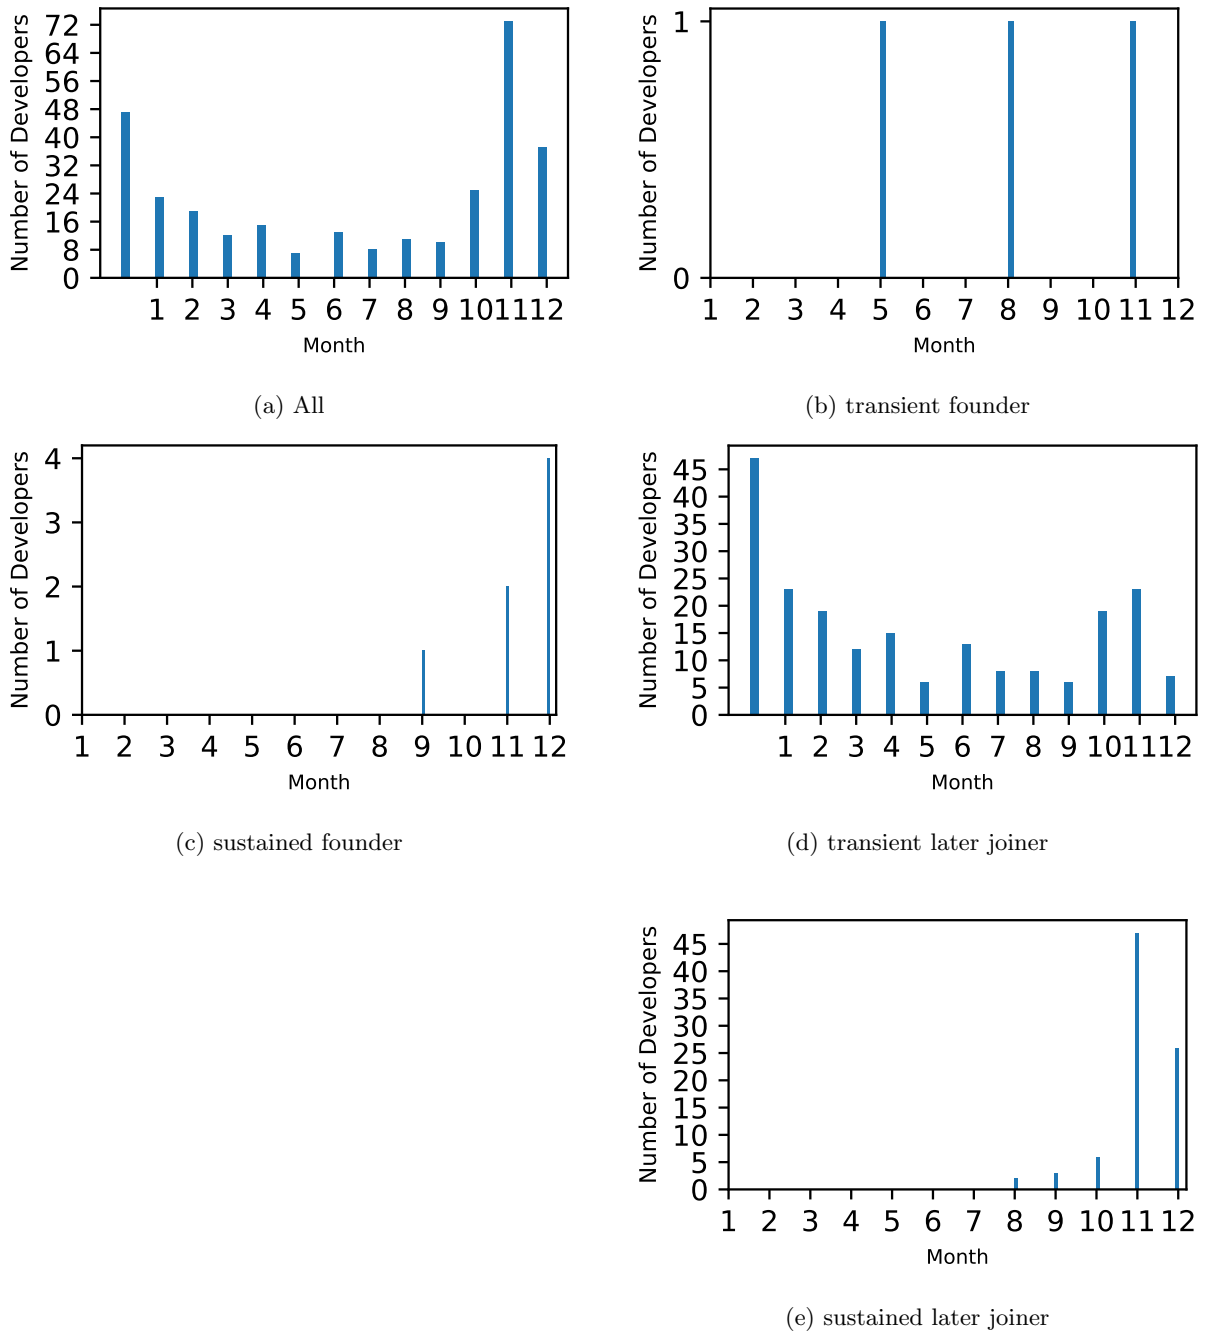 Number of Developers
72
64
56
48
40
32
24
16
8
0
1 2 3 4 5 6 7 8 9 10 11 12
Month
(a) All
Number of Developers
1
0
1 2 3 4 5 6 7 8 9 10 11 12
Month
(b) transient founder
Number of Developers
4
3
2
1
0
1 2 3 4 5 6 7 8 9 10 11 12
Month
(c) sustained founder
Number of Developers
45
40
35
30
25
20
15
10
5
0
1 2 3 4 5 6 7 8 9 10 11 12
Month
(d) transient later joiner
Number of Developers
45
40
35
30
25
20
15
10
5
0
1 2 3 4 5 6 7 8 9 10 11 12
Month
(e) sustained later joiner